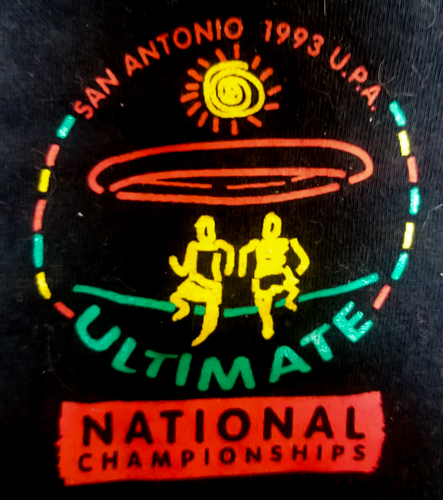 SAN ANTONIO 1993 U.P.A.
ULTIMATE
NATIONAL
CHAMPIONSHIPS